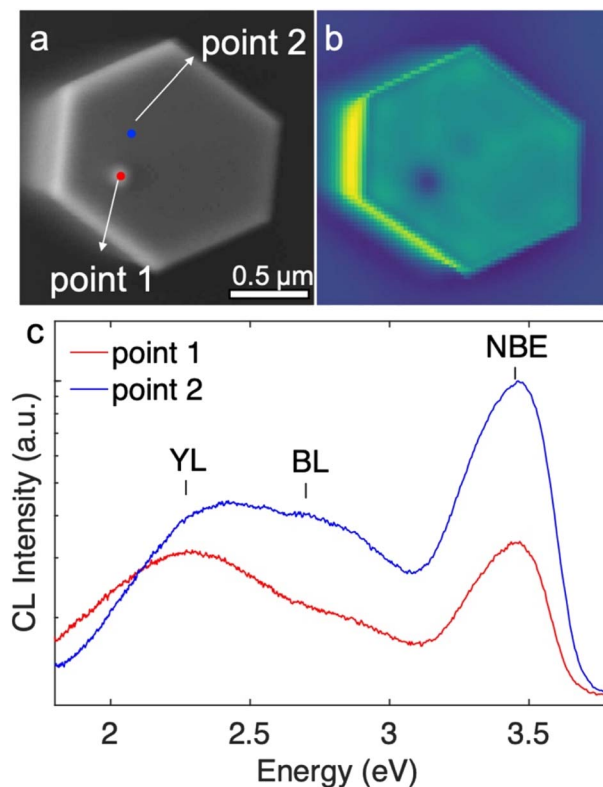 a
point 2
point 1
0.5 μm
b
c
point 1
point 2
YL
BL
NBE
CL Intensity (a.u.)
2
2.5
3
3.5
Energy (eV)